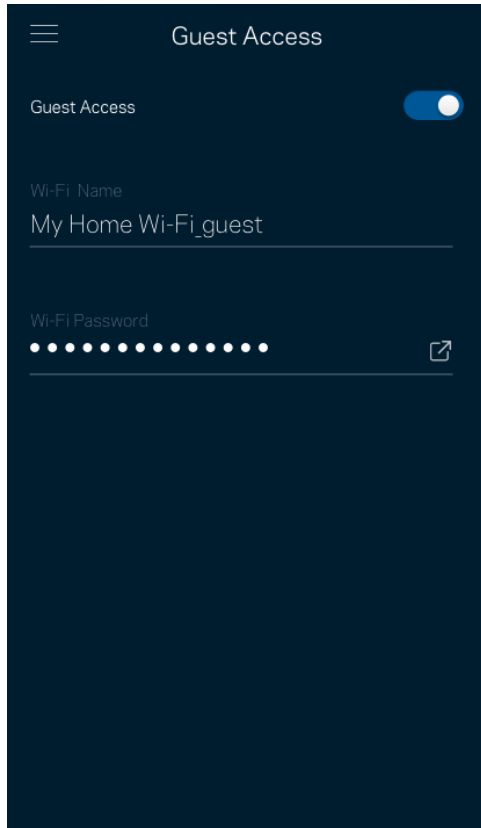 Guest Access
Guest Access
Wi-Fi Name
My Home Wi-Fi_guest
Wi-Fi Password
●●●●●●●●●●●●●●